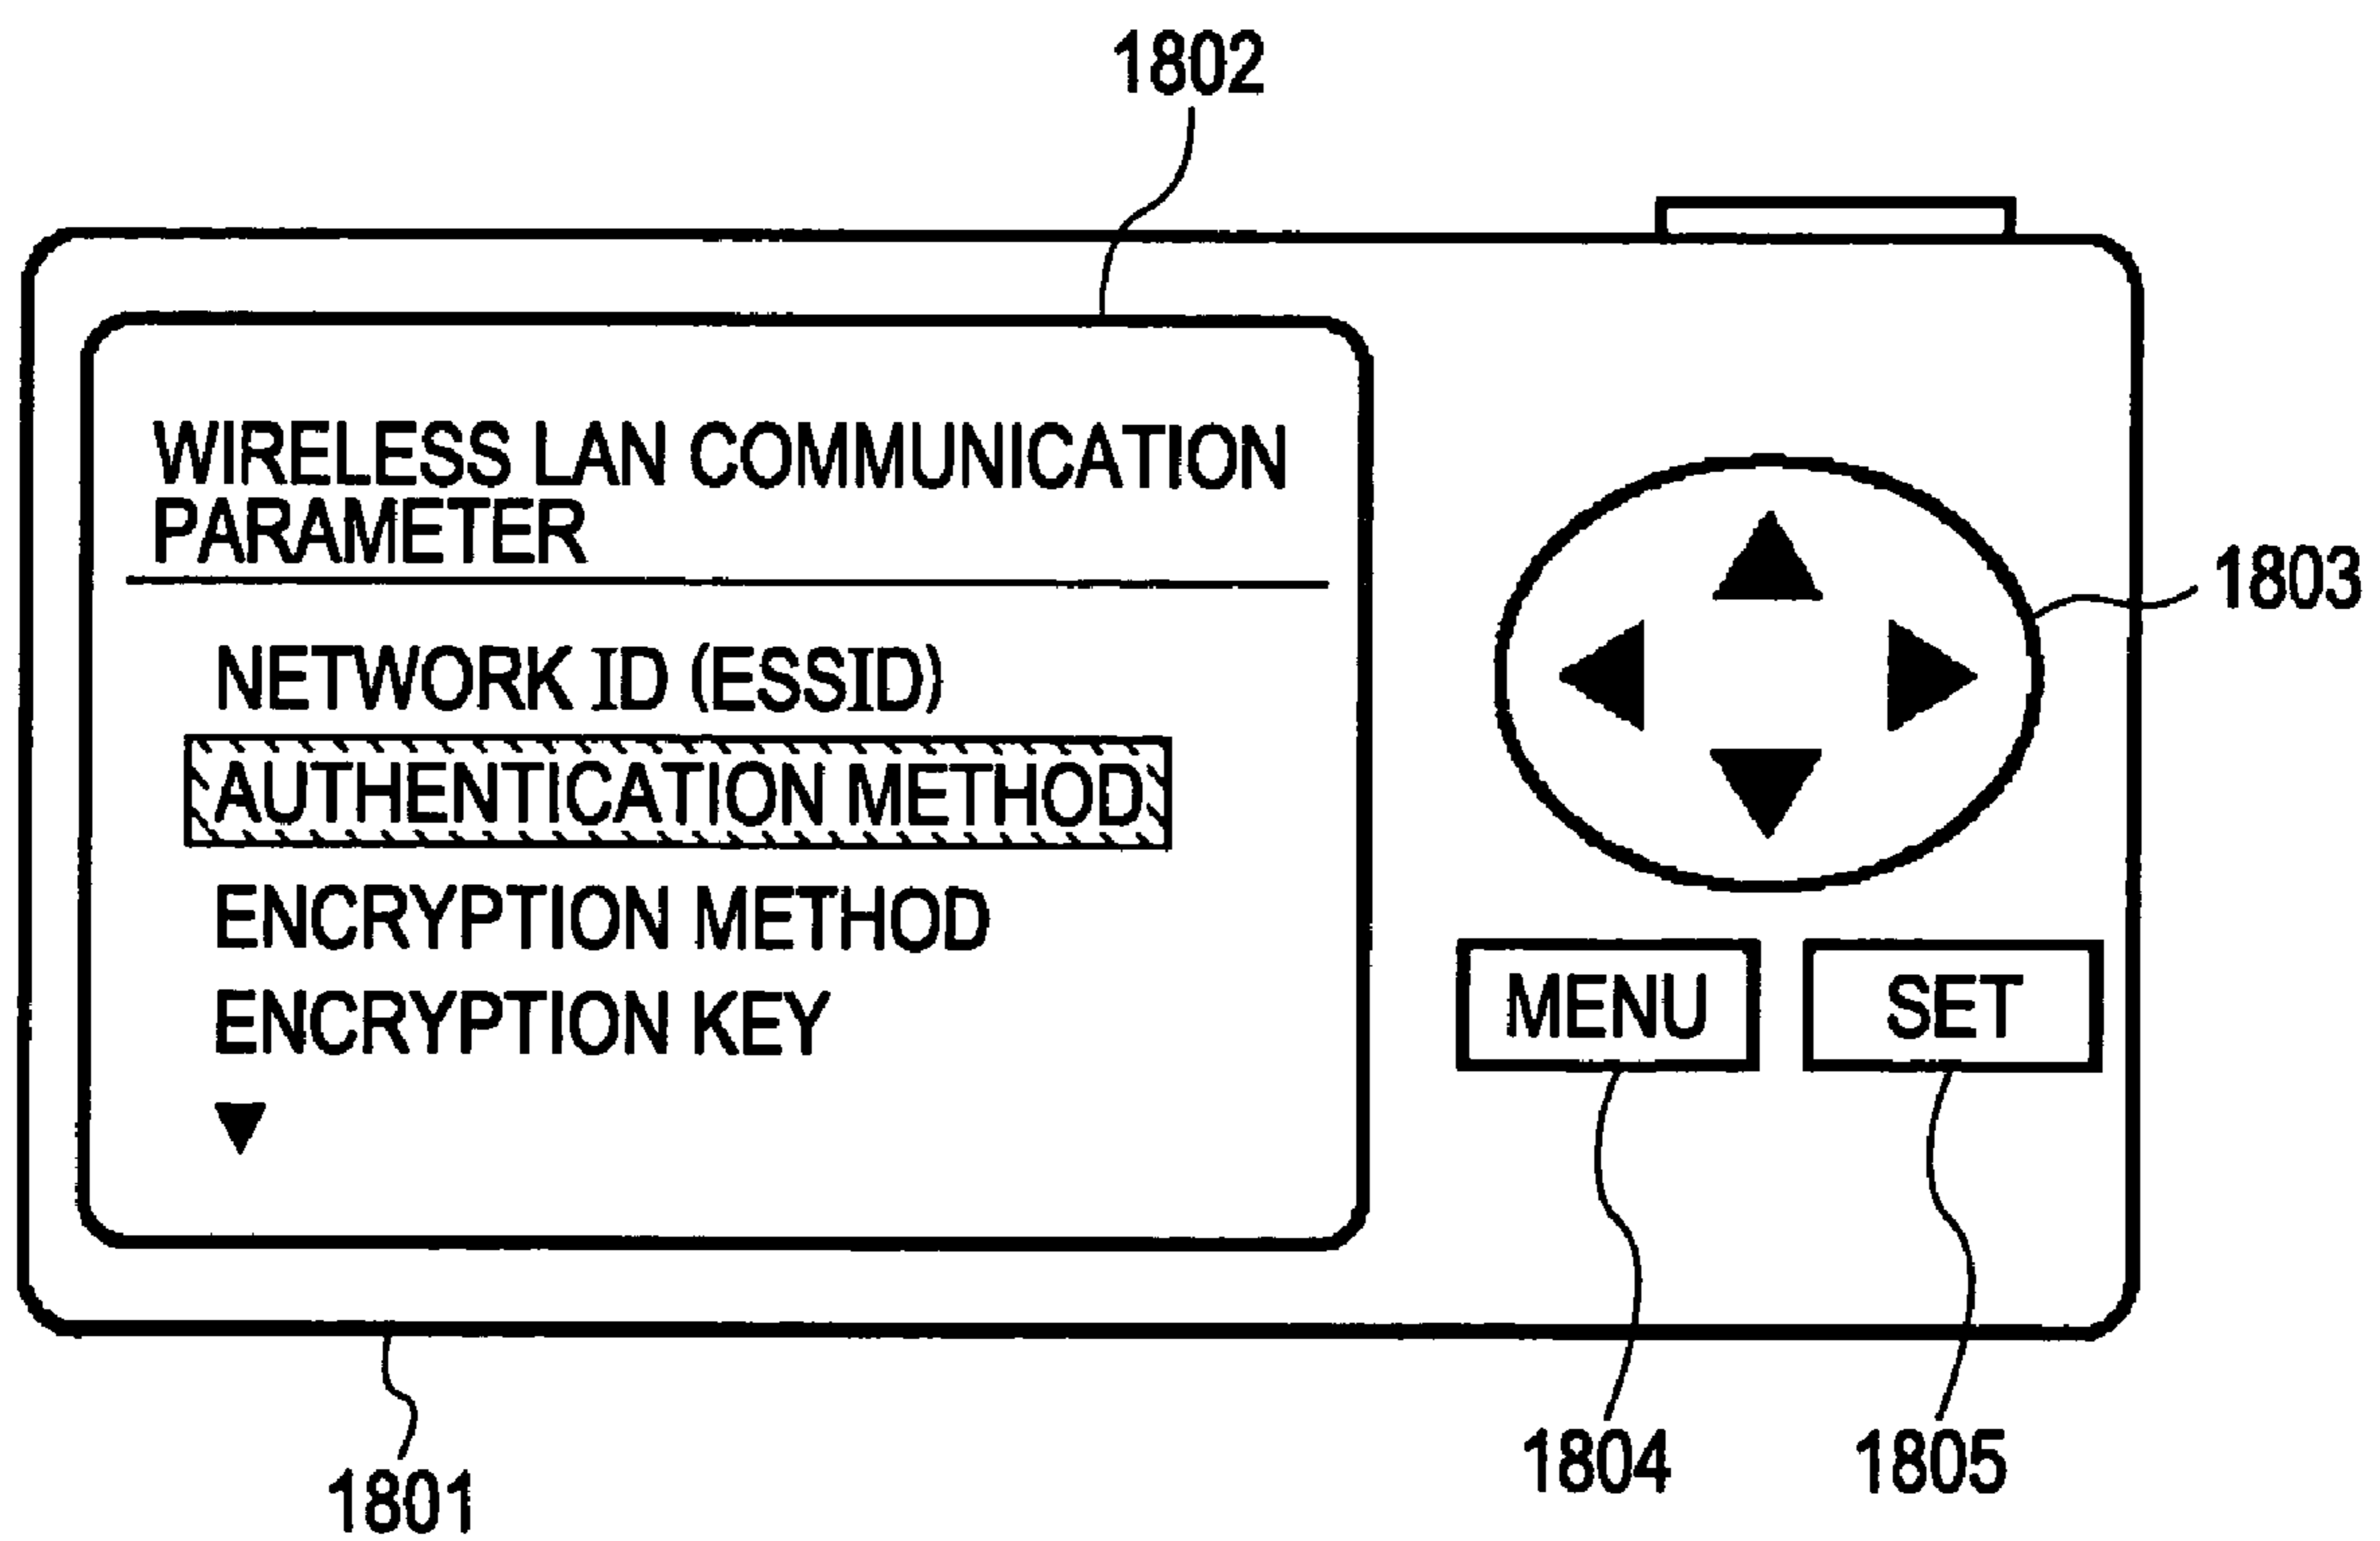 1802
WIRELESS LAN COMMUNICATION
PARAMETER
NETWORK ID (ESSID)
AUTHENTICATION METHOD
ENCRYPTION METHOD
ENCRYPTION KEY
1803
MENU
SET
1804
1805
1801